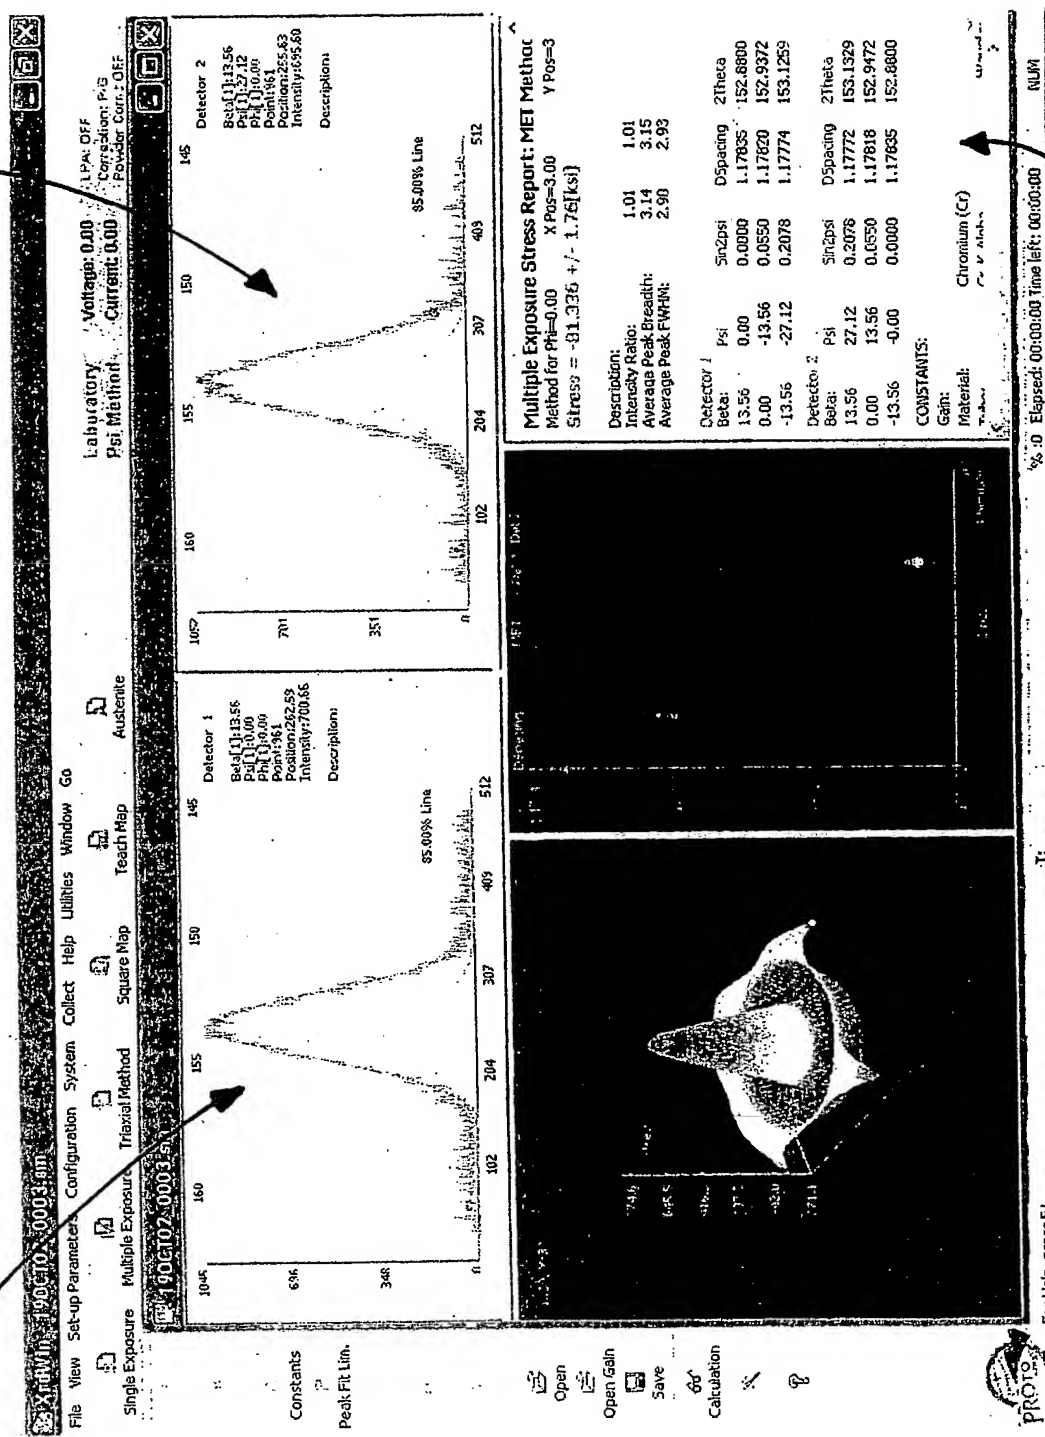 XrdWin - 19OCT02_0003.sm
File View Set-up Parameters Configuration System Collect Help Utilities Window Go
Single Exposure Multiple Exposure Triaxial Method Square Map Teach Map Austenite
Laboratory
Psi Method
Voltage: 0.00
Current: 0.00
LPA: OFF
Correction: P/G
Powder Corr.: OFF
19OCT02_0003.sm
Constants
Peak Fit Lim.
Open
Open Gain
Save
Calculation
Detector 1
Beta[1]:13.56
Psi[1]:0.00
Phi[1]:0.00
Point:961
Position:262.59
Intensity:700.66
Description:
85.00% Line
160 155 150 145
1045
696
348
0
102 204 307 409 512
Detector 2
Beta[1]:13.56
Psi[1]:27.12
Phi[1]:0.00
Point:961
Position:255.63
Intensity:695.60
Description:
85.00% Line
160 155 150 145
1052
701
351
0
102 204 307 409 512
DSpacing
Multiple Exposure Stress Report: MET Method
Method for Phi=0.00 X Pos=3.00 Y Pos=3
Stress = -81.336 +/- 1.76[ksi]
Description:
Intensity Ratio: 1.01 1.01
Average Peak Breadth: 3.14 3.15
Average Peak FWHM: 2.90 2.93
Detector 1
Beta: Psi Sin2psi DSpacing 2Theta
13.56 0.00 0.0000 1.17835 152.8800
0.00 -13.56 0.0550 1.17820 152.9372
-13.56 -27.12 0.2078 1.17774 153.1259
Detector 2
Beta: Psi Sin2psi DSpacing 2Theta
13.56 27.12 0.2078 1.17772 153.1329
0.00 13.56 0.0550 1.17818 152.9472
-13.56 -0.00 0.0000 1.17835 152.8800
CONSTANTS:
Gain:
Material: Chromium (Cr)
PROTO
% :0 Elapsed: 00:00:00 Time left: 00:00:00 NUM